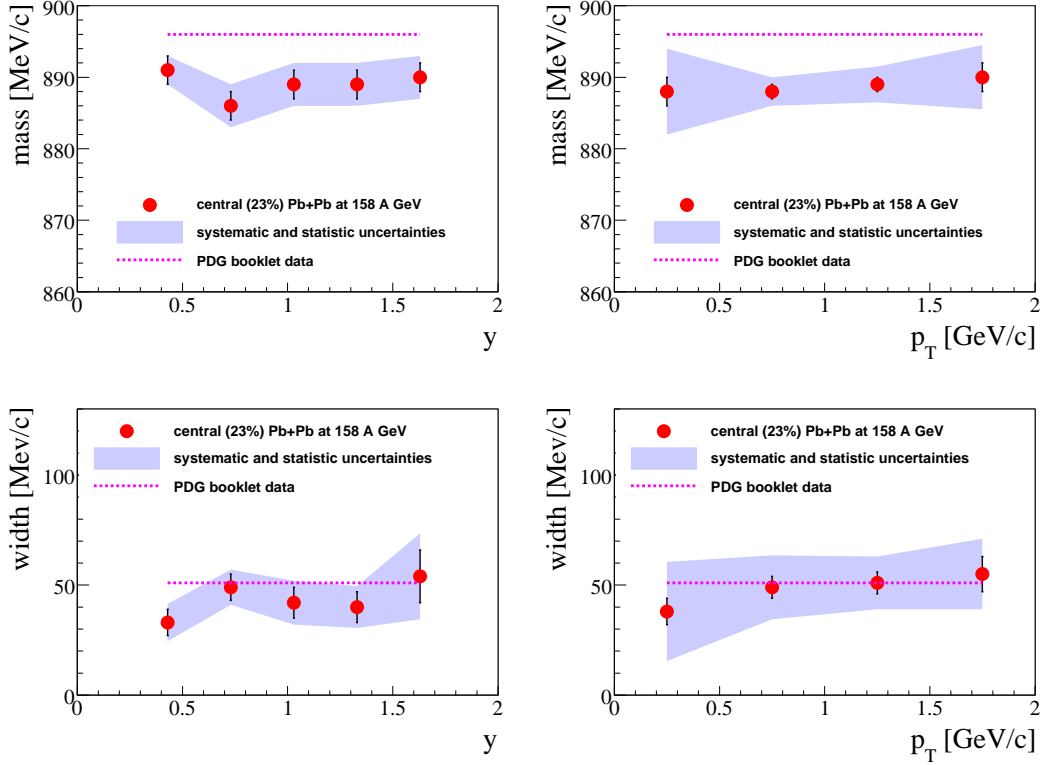 mass [MeV/c]
900
890
880
870
860
central (23%) Pb+Pb at 158 A GeV
systematic and statistic uncertainties
PDG booklet data
0 0.5 1 1.5 2
y
mass [MeV/c]
900
890
880
870
860
central (23%) Pb+Pb at 158 A GeV
systematic and statistic uncertainties
PDG booklet data
0 0.5 1 1.5 2
p_T [GeV/c]
width [Mev/c]
100
50
0
central (23%) Pb+Pb at 158 A GeV
systematic and statistic uncertainties
PDG booklet data
0 0.5 1 1.5 2
y
width [Mev/c]
100
50
0
central (23%) Pb+Pb at 158 A GeV
systematic and statistic uncertainties
PDG booklet data
0 0.5 1 1.5 2
p_T [GeV/c]